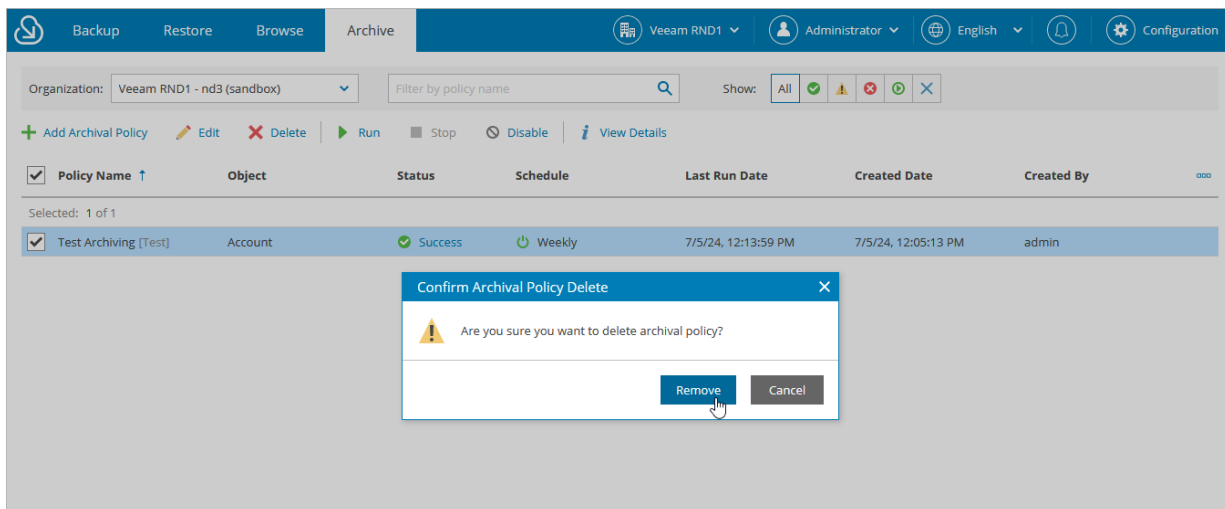 Backup Restore Browse Archive Veeam RND1 Administrator English Configuration
Organization: Veeam RND1 - nd3 (sandbox) Filter by policy name Show: All
Add Archival Policy Edit Delete Run Stop Disable View Details
Policy Name ↑ Object Status Schedule Last Run Date Created Date Created By
Selected: 1 of 1
Test Archiving [Test] Account Success Weekly 7/5/24, 12:13:59 PM 7/5/24, 12:05:13 PM admin
Confirm Archival Policy Delete
Are you sure you want to delete archival policy?
Remove Cancel